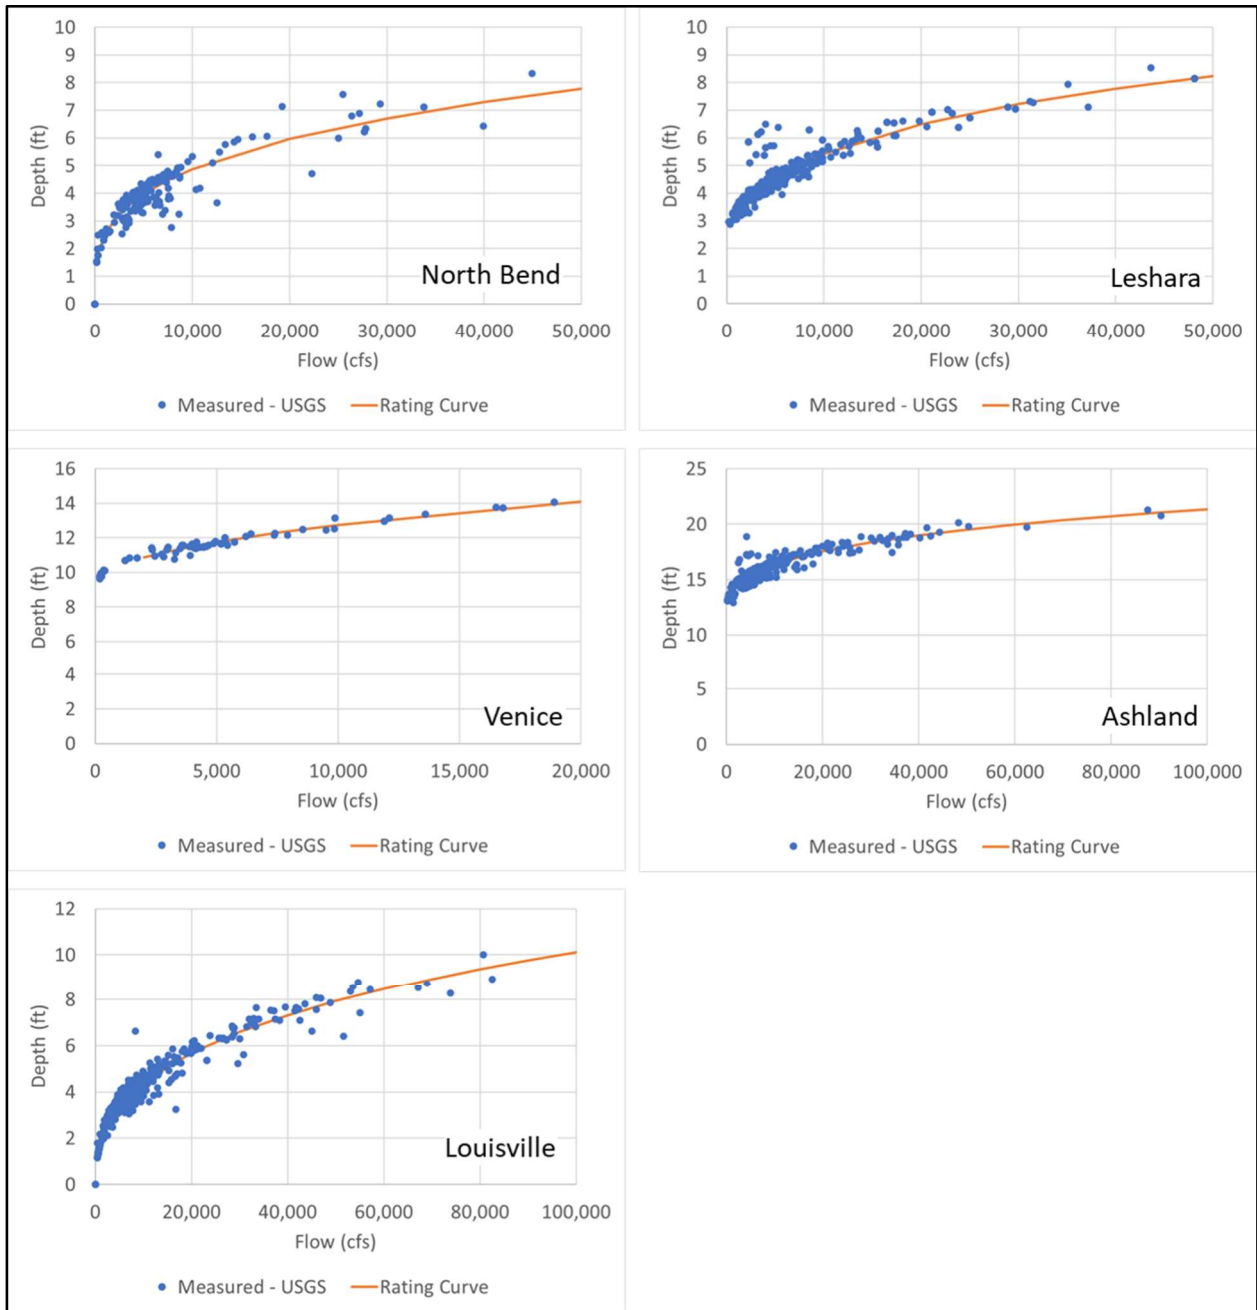 10
9
8
7
6
5
4
3
2
1
0
Depth (ft)
North Bend
0 10,000 20,000 30,000 40,000 50,000
Flow (cfs)
Measured - USGS Rating Curve
10
9
8
7
6
5
4
3
2
1
0
Depth (ft)
Leshara
0 10,000 20,000 30,000 40,000 50,000
Flow (cfs)
Measured - USGS Rating Curve
16
14
12
10
8
6
4
2
0
Depth (ft)
Venice
0 5,000 10,000 15,000 20,000
Flow (cfs)
Measured - USGS Rating Curve
25
20
15
10
5
0
Depth (ft)
Ashland
0 20,000 40,000 60,000 80,000 100,000
Flow (cfs)
Measured - USGS Rating Curve
12
10
8
6
4
2
0
Depth (ft)
Louisville
0 20,000 40,000 60,000 80,000 100,000
Flow (cfs)
Measured - USGS Rating Curve